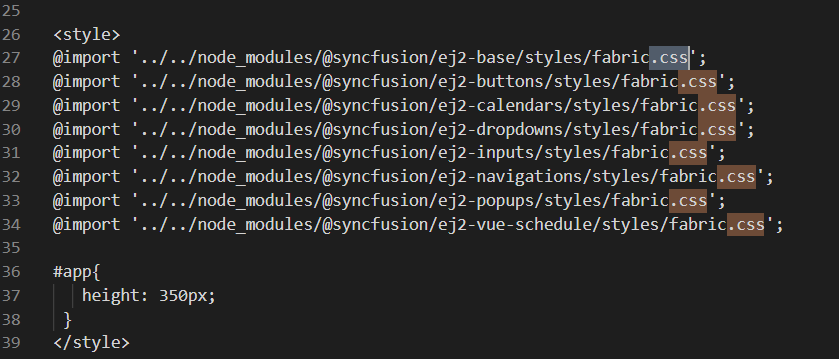 25
26 <style>
27 @import '../../node_modules/@syncfusion/ej2-base/styles/fabric.css';
28 @import '../../node_modules/@syncfusion/ej2-buttons/styles/fabric.css';
29 @import '../../node_modules/@syncfusion/ej2-calendars/styles/fabric.css';
30 @import '../../node_modules/@syncfusion/ej2-dropdowns/styles/fabric.css';
31 @import '../../node_modules/@syncfusion/ej2-inputs/styles/fabric.css';
32 @import '../../node_modules/@syncfusion/ej2-navigations/styles/fabric.css';
33 @import '../../node_modules/@syncfusion/ej2-popups/styles/fabric.css';
34 @import '../../node_modules/@syncfusion/ej2-vue-schedule/styles/fabric.css';
35
36 #app{
37    height: 350px;
38  }
39 </style>